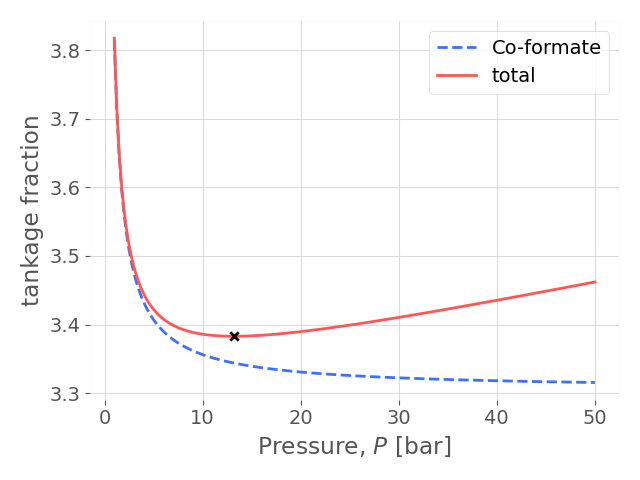 Co-formate
total
tankage fraction
3.8
3.7
3.6
3.5
3.4
3.3
0 10 20 30 40 50
Pressure, P [bar]